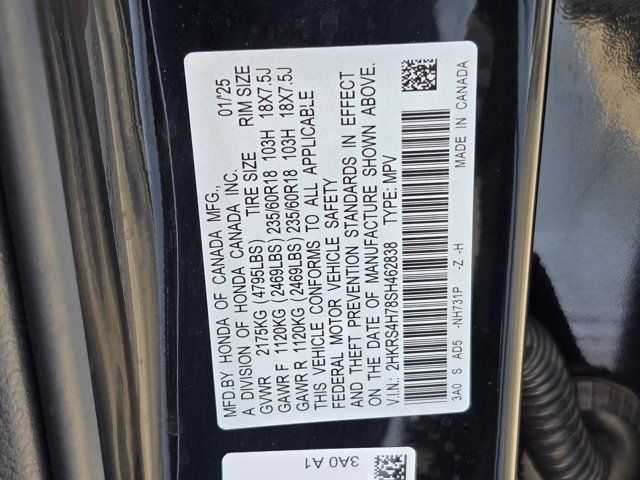 MFD.BY HONDA OF CANADA MFG., 01/'25
A DIVISION OF HONDA CANADA INC.
GVWR 2175KG (4795LBS) TIRE SIZE RIM SIZE
GAWR F 1120KG (2469LBS) 235/60R18 103H 18X7.5J
GAWR R 1120KG (2469LBS) 235/60R18 103H 18X7.5J
THIS VEHICLE CONFORMS TO ALL APPLICABLE
FEDERAL MOTOR VEHICLE SAFETY
AND THEFT PREVENTION STANDARDS IN EFFECT
ON THE DATE OF MANUFACTURE SHOWN ABOVE.
V.I.N.: 2HKRS4H78SH462838 TYPE: MPV
3A0 S AD5 -NH731P -Z -H MADE IN CANADA
3A0 A1